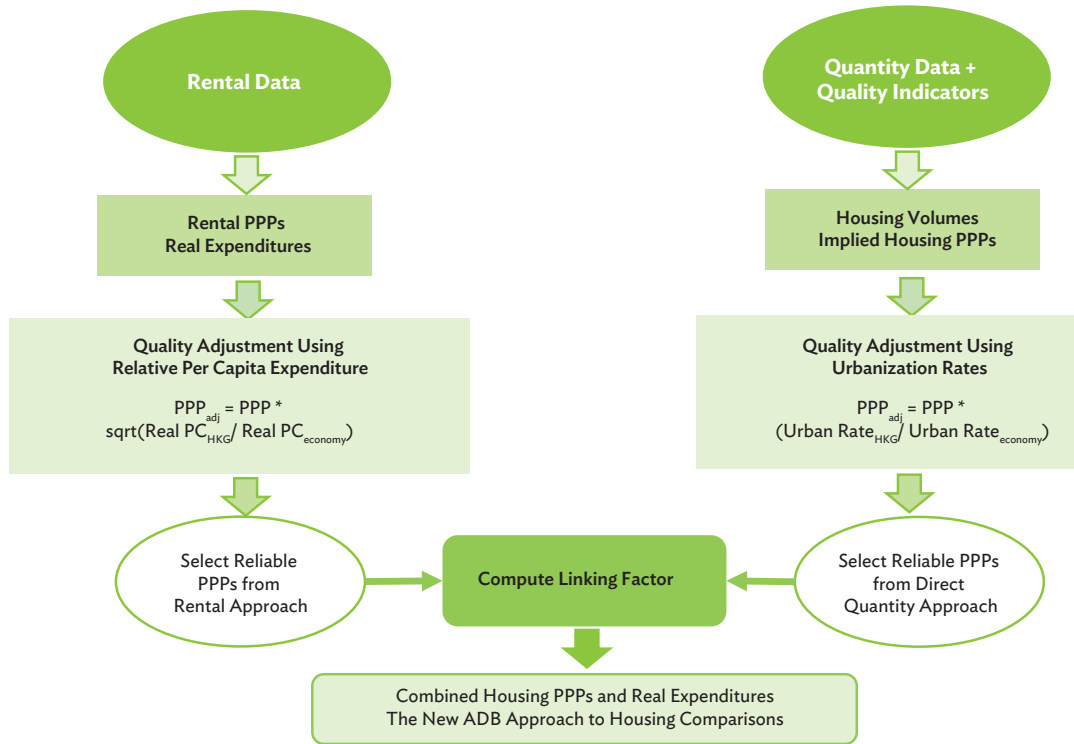 Rental Data
Rental PPPs
Real Expenditures
Quality Adjustment Using
Relative Per Capita Expenditure
PPPadj = PPP *
sqrt(Real PCHKG/ Real PCeconomy)
Select Reliable
PPPs from
Rental Approach
Quantity Data +
Quality Indicators
Housing Volumes
Implied Housing PPPs
Quality Adjustment Using
Urbanization Rates
PPPadj = PPP *
(Urban RateHKG/ Urban Rateeconomy)
Select Reliable PPPs
from Direct
Quantity Approach
Compute Linking Factor
Combined Housing PPPs and Real Expenditures
The New ADB Approach to Housing Comparisons